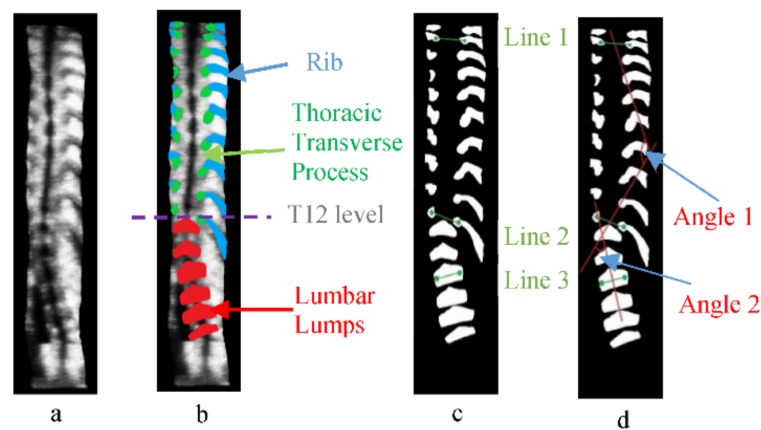 Line 1
Rib
Thoracic
Transverse
Process
T12 level
Angle 1
Line 2
Line 3
Lumbar
Lumps
Angle 2
a
b
c
d